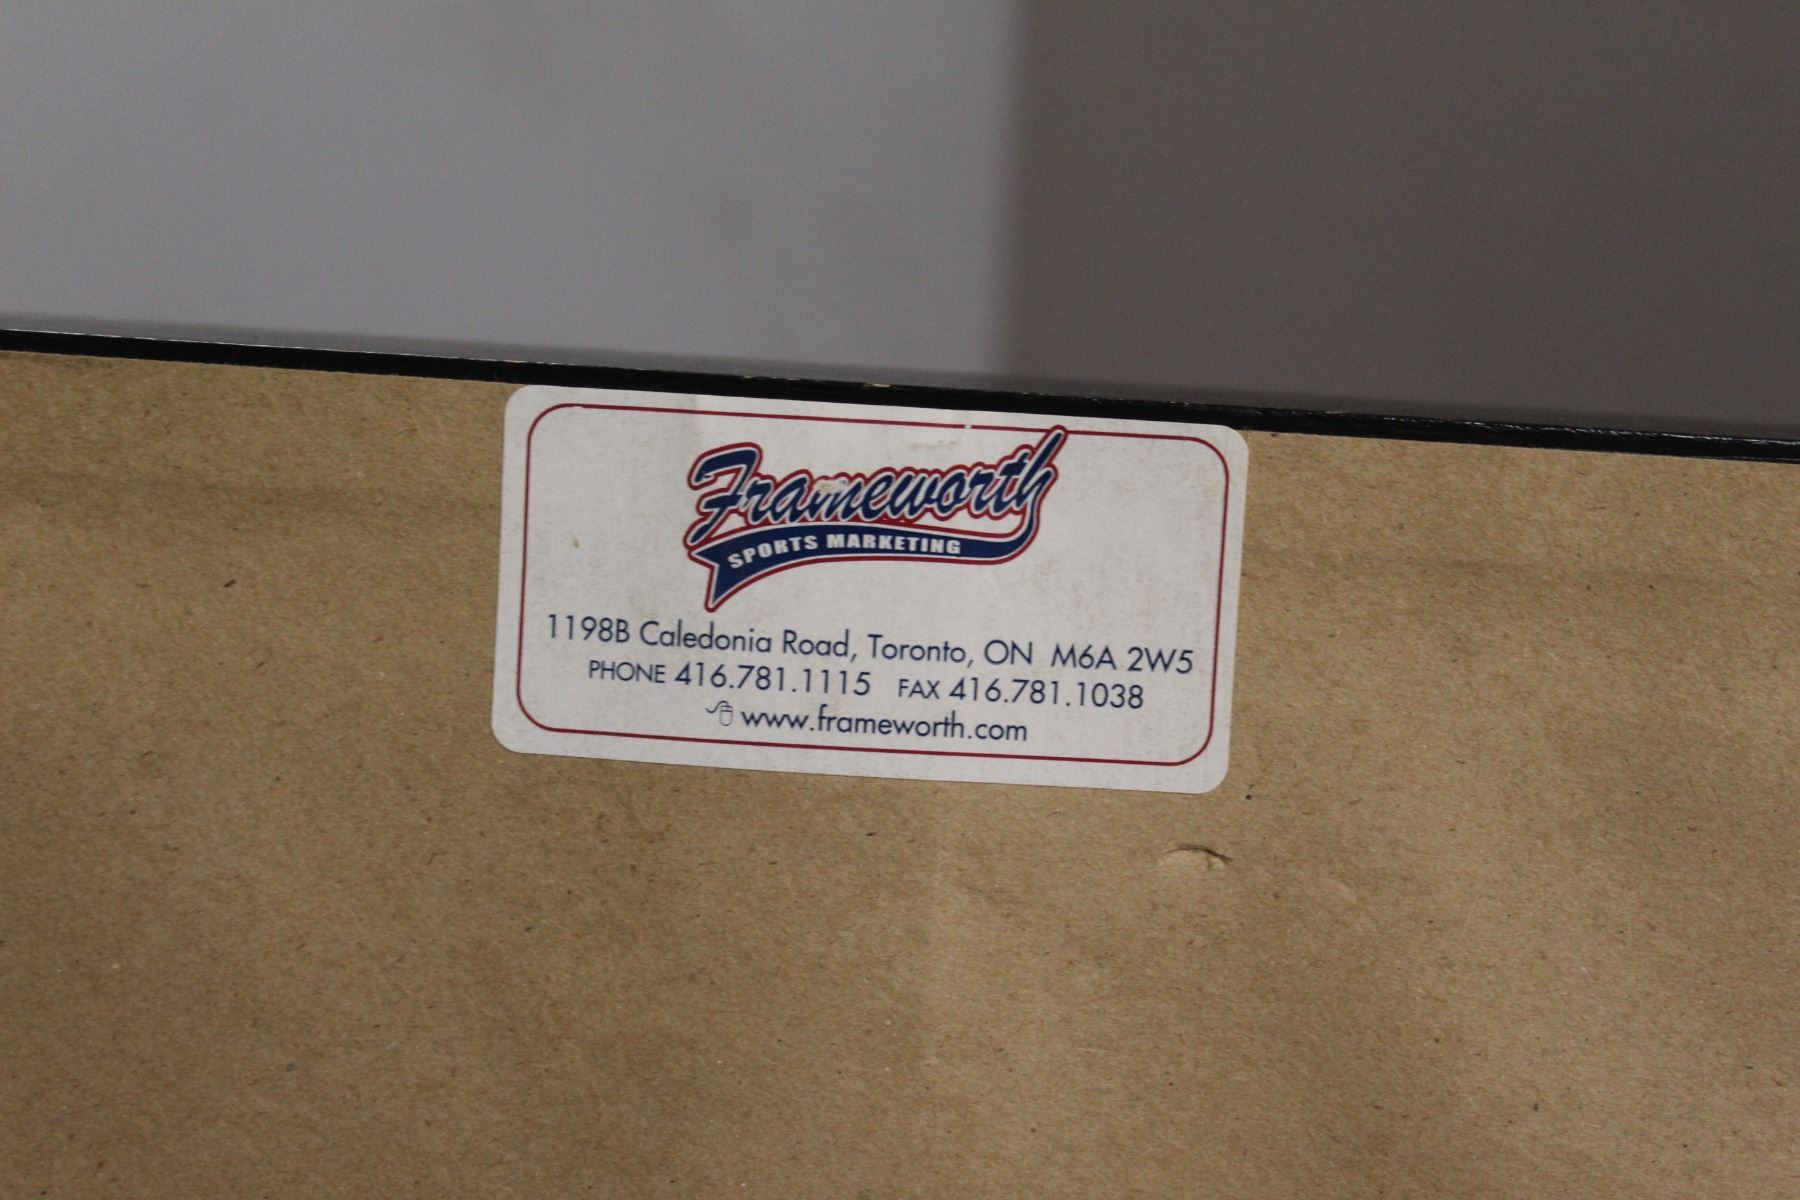 Frameworth
SPORTS MARKETING
1198B Caledonia Road, Toronto, ON M6A 2W5
PHONE 416.781.1115 FAX 416.781.1038
www.frameworth.com